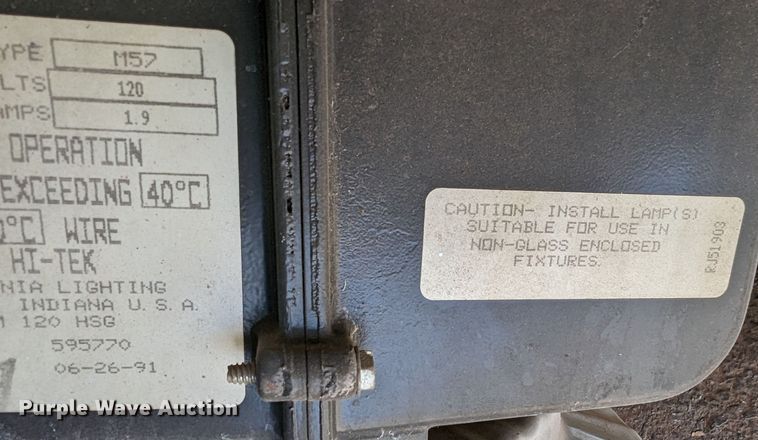 YPE M57
LTS 120
AMPS 1.9
OPERATION
EXCEEDING 40°C
0°C WIRE
HI-TEK
NIA LIGHTING
INDIANA U.S.A.
120 HSG
595770
06-26-91
CAUTION- INSTALL LAMP(S)
SUITABLE FOR USE IN
NON-GLASS ENCLOSED
FIXTURES.
RJ51903
Purple Wave Auction